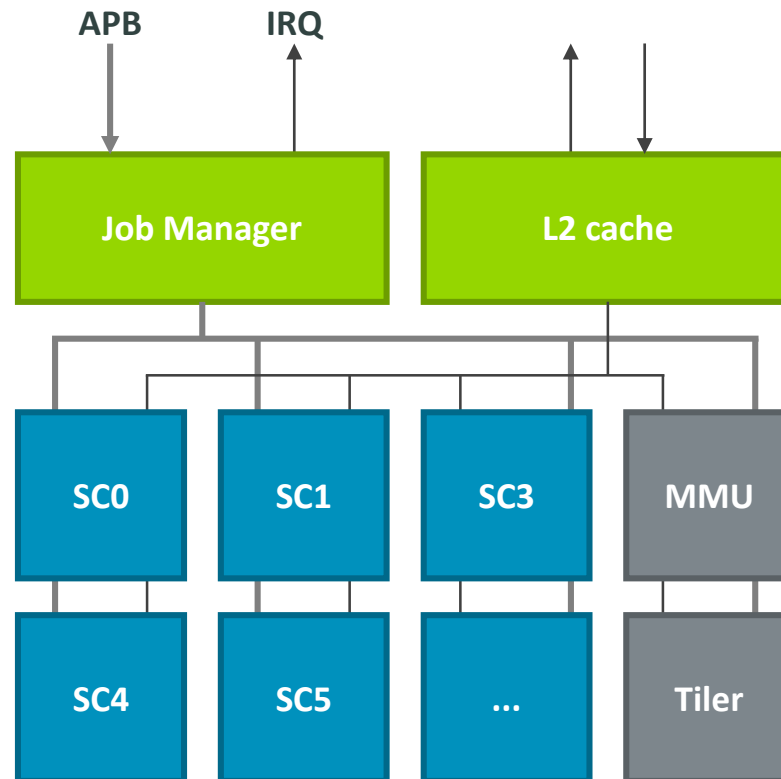 APB IRQ
Job Manager L2 cache
SC0 SC1 SC3 MMU
SC4 SC5 ... Tiler